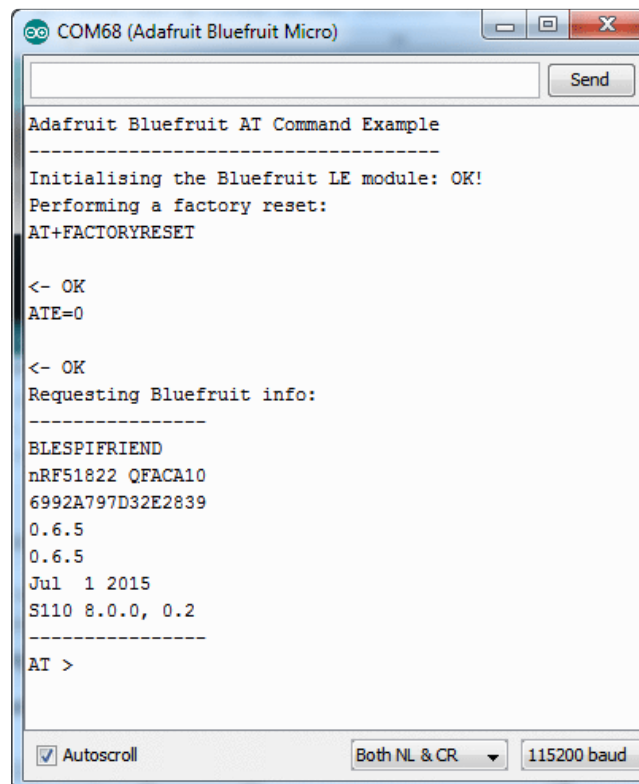 COM68 (Adafruit Bluefruit Micro)
Send
Adafruit Bluefruit AT Command Example
-------------------------------------
Initialising the Bluefruit LE module: OK!
Performing a factory reset:
AT+FACTORYRESET
<- OK
ATE=0
<- OK
Requesting Bluefruit info:
----------------
BLESPIFRIEND
nRF51822 QFACA10
6992A797D32E2839
0.6.5
0.6.5
Jul  1 2015
S110 8.0.0, 0.2
----------------
AT >
Autoscroll Both NL & CR 115200 baud